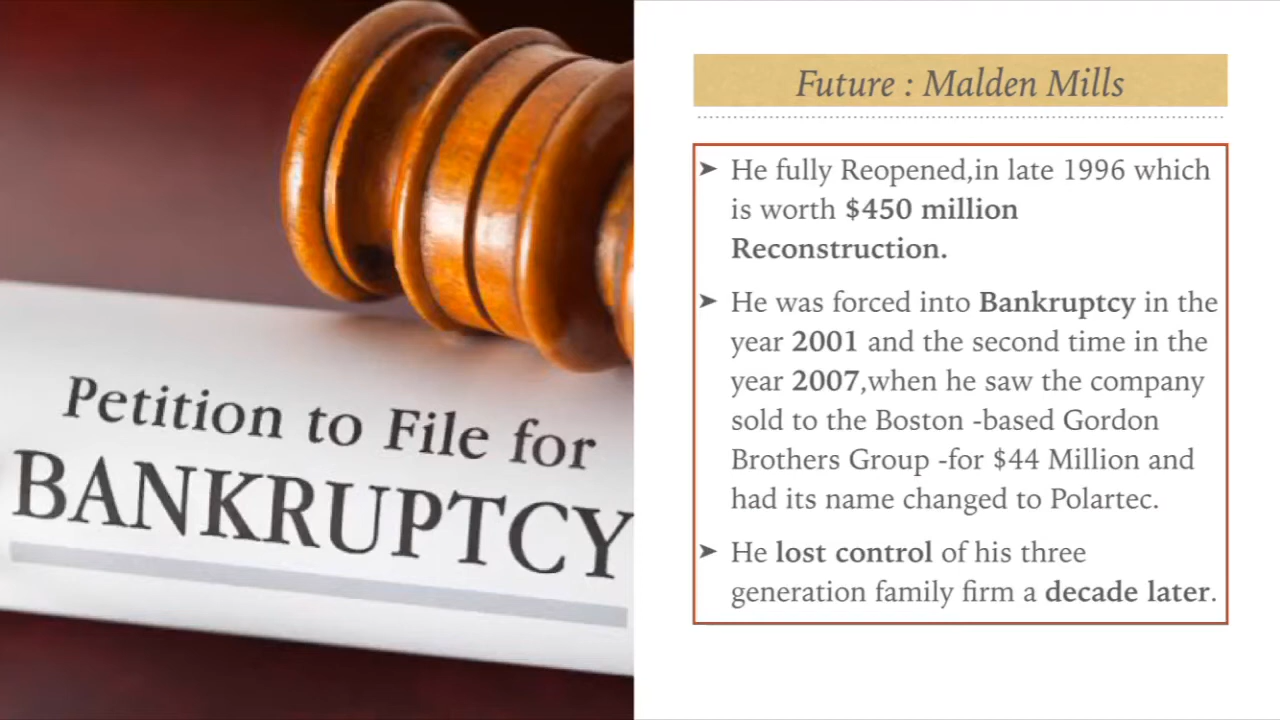 Petition to File for
BANKRUPTCY
Future : Malden Mills
➤ He fully Reopened,in late 1996 which
is worth $450 million
Reconstruction.
➤ He was forced into Bankruptcy in the
year 2001 and the second time in the
year 2007,when he saw the company
sold to the Boston -based Gordon
Brothers Group -for $44 Million and
had its name changed to Polartec.
➤ He lost control of his three
generation family firm a decade later.